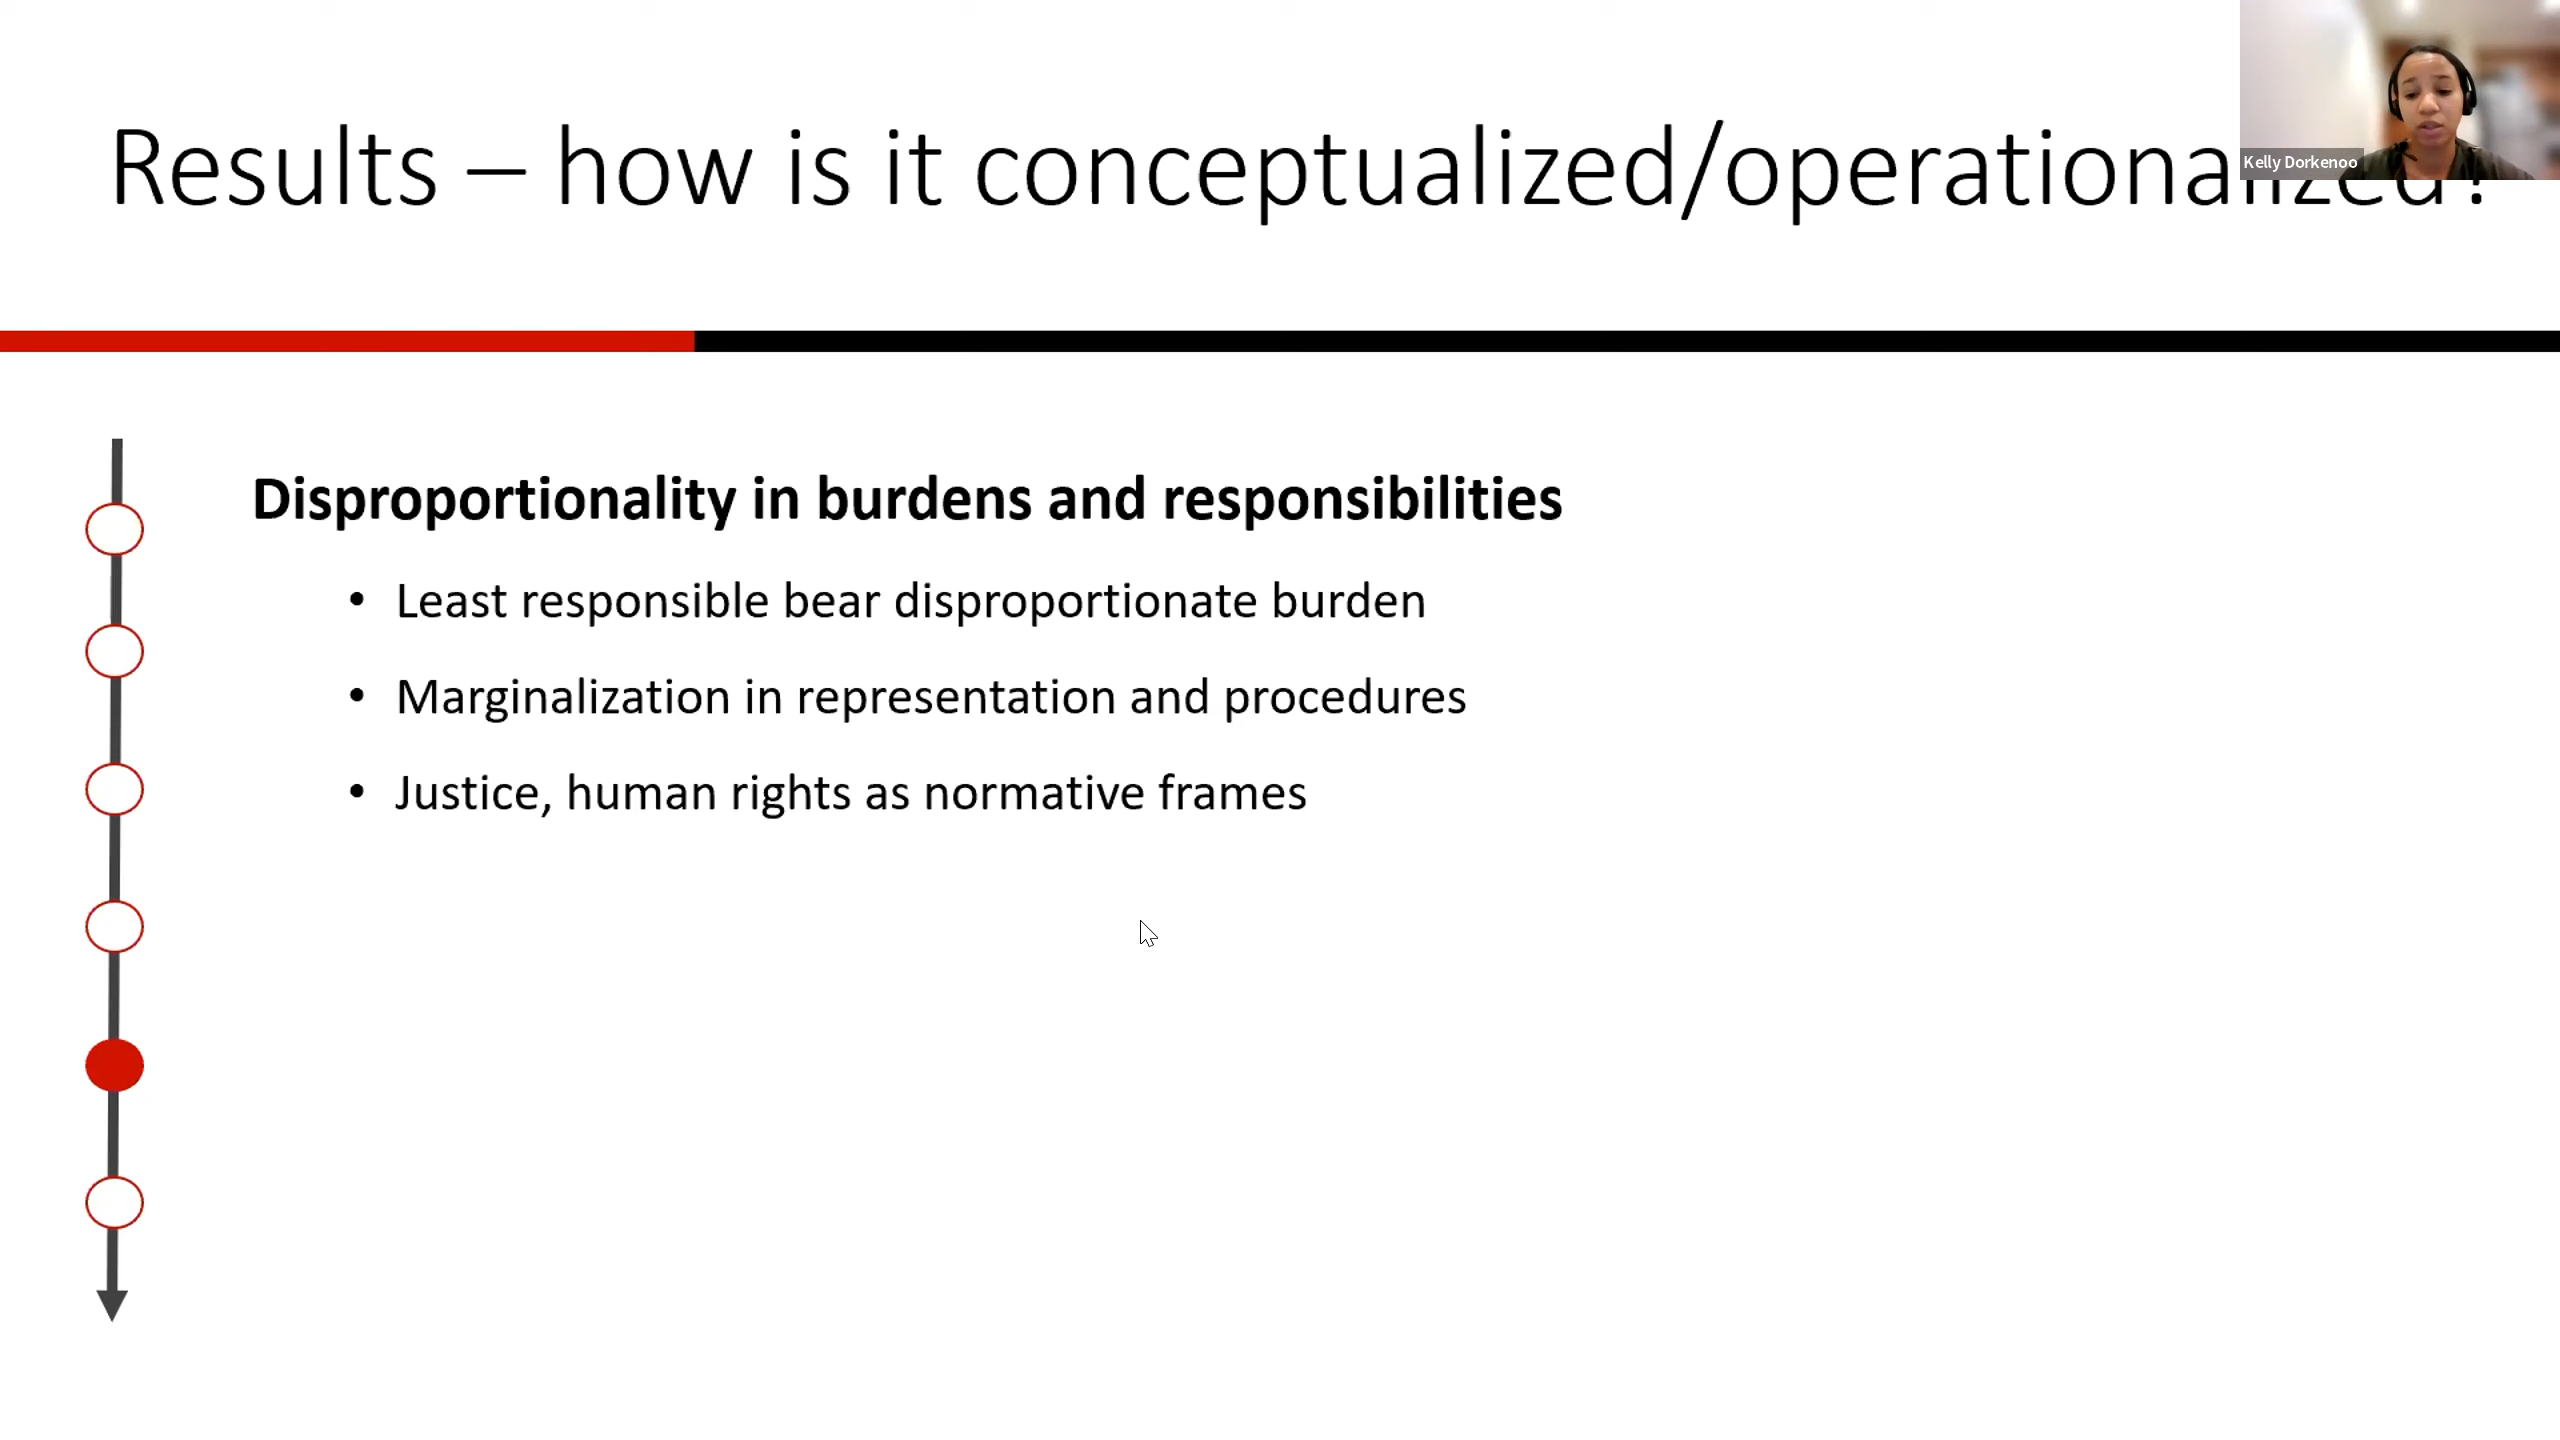 Results – how is it conceptualized/operationalized?
Kelly Dorkenoo
Disproportionality in burdens and responsibilities
• Least responsible bear disproportionate burden
• Marginalization in representation and procedures
• Justice, human rights as normative frames